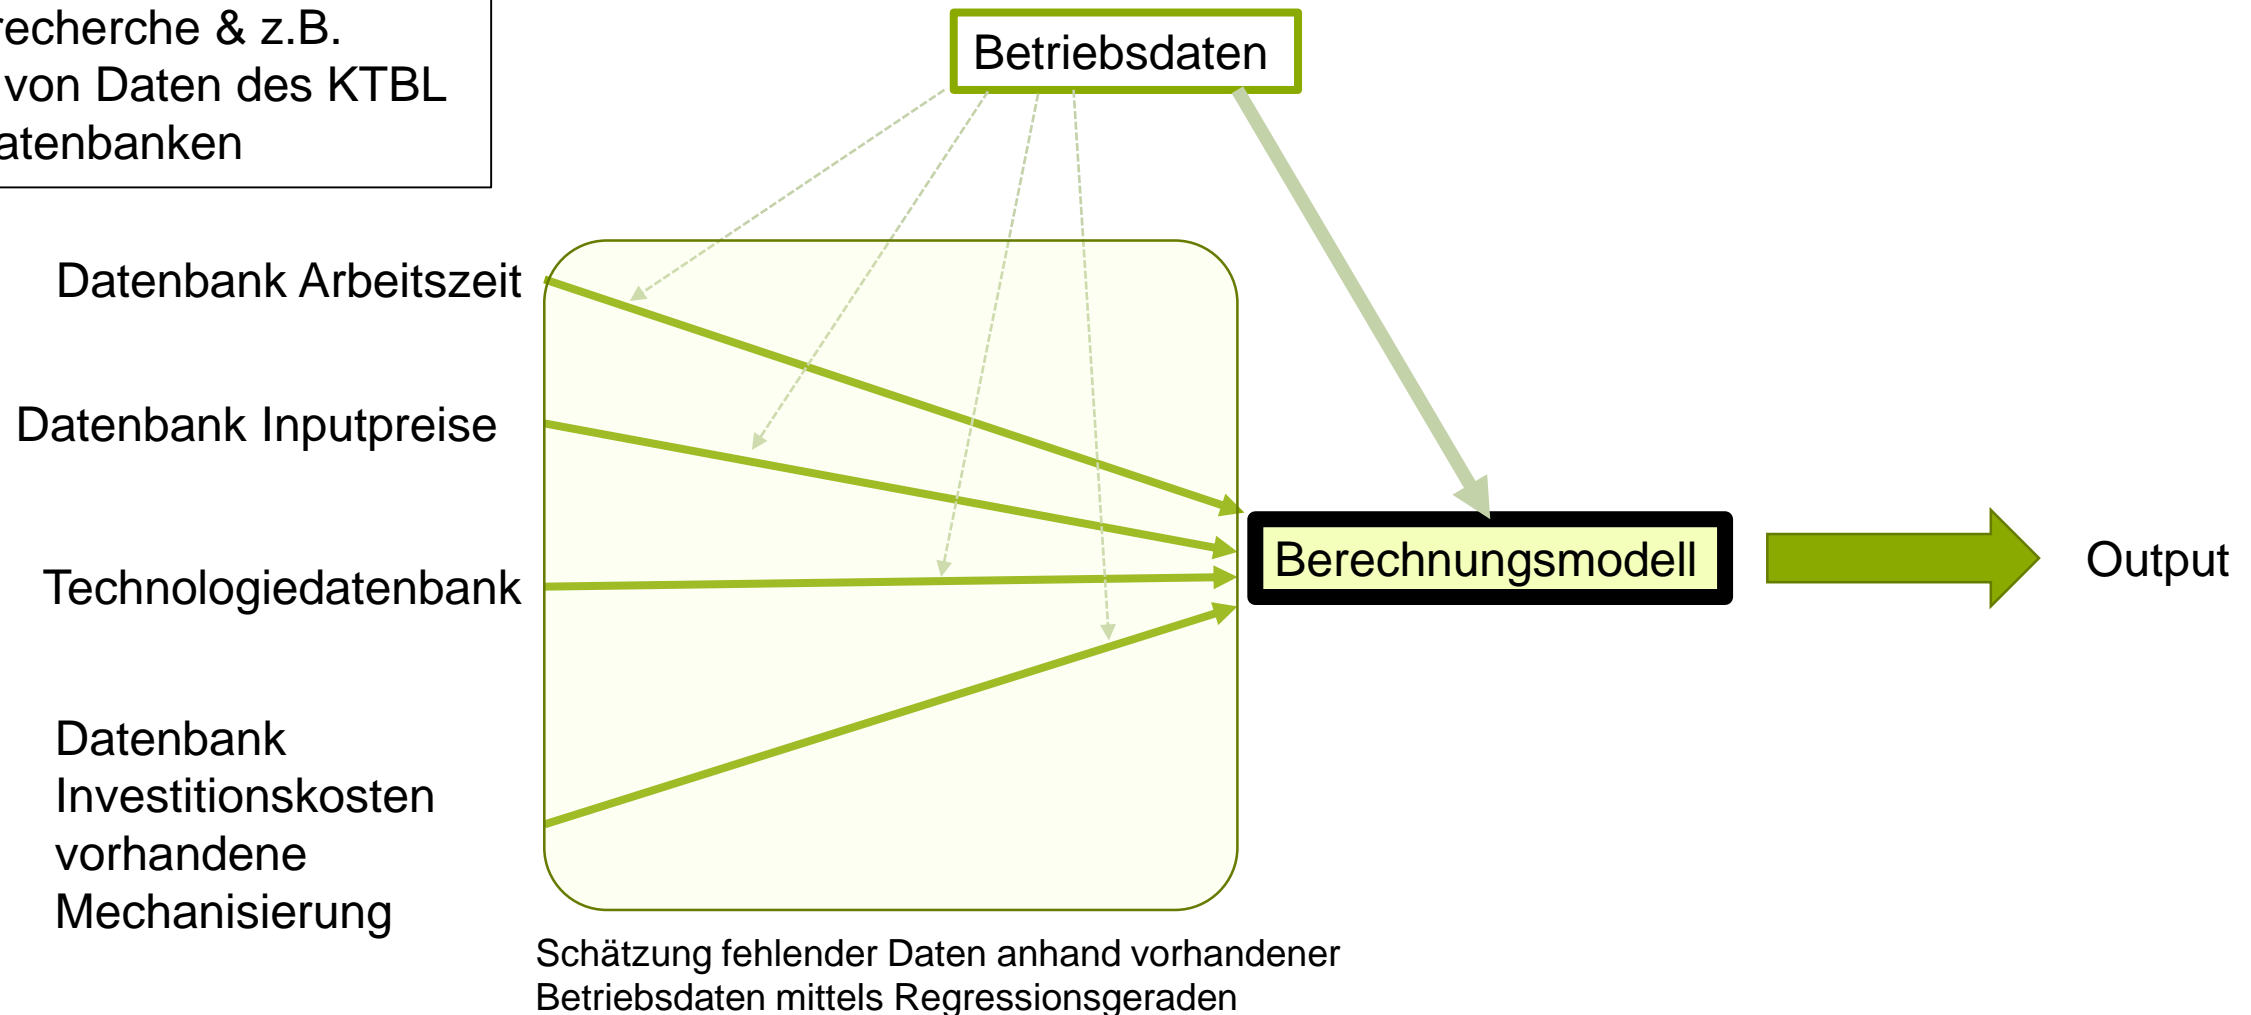 recherche & z.B.
von Daten des KTBL
atenbanken
Betriebsdaten
Datenbank Arbeitszeit
Datenbank Inputpreise
Technologiedatenbank
Datenbank
Investitionskosten
vorhandene
Mechanisierung
Berechnungsmodell
Output
Schätzung fehlender Daten anhand vorhandener
Betriebsdaten mittels Regressionsgeraden